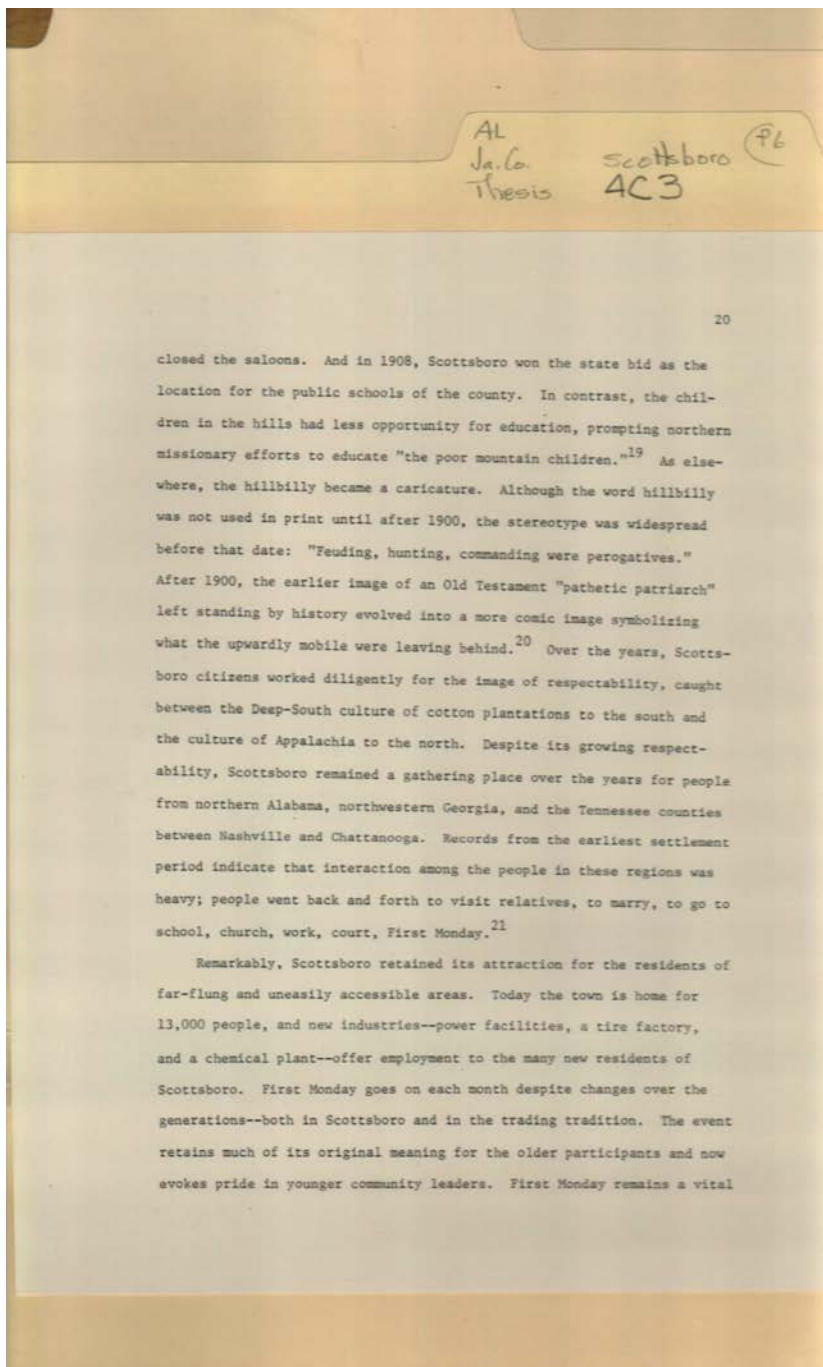 AL
Ja. Co. Scottsboro P6
Thesis 4C3
20
closed the saloons. And in 1908, Scottsboro won the state bid as the
location for the public schools of the county. In contrast, the chil-
dren in the hills had less opportunity for education, prompting northern
missionary efforts to educate "the poor mountain children."19 As else-
where, the hillbilly became a caricature. Although the word hillbilly
was not used in print until after 1900, the stereotype was widespread
before that date: "Feuding, hunting, commanding were perogatives."
After 1900, the earlier image of an Old Testament "pathetic patriarch"
left standing by history evolved into a more comic image symbolizing
what the upwardly mobile were leaving behind.20 Over the years, Scotts-
boro citizens worked diligently for the image of respectability, caught
between the Deep-South culture of cotton plantations to the south and
the culture of Appalachia to the north. Despite its growing respect-
ability, Scottsboro remained a gathering place over the years for people
from northern Alabama, northwestern Georgia, and the Tennessee counties
between Nashville and Chattanooga. Records from the earliest settlement
period indicate that interaction among the people in these regions was
heavy; people went back and forth to visit relatives, to marry, to go to
school, church, work, court, First Monday.21
Remarkably, Scottsboro retained its attraction for the residents of
far-flung and uneasily accessible areas. Today the town is home for
13,000 people, and new industries--power facilities, a tire factory,
and a chemical plant--offer employment to the many new residents of
Scottsboro. First Monday goes on each month despite changes over the
generations--both in Scottsboro and in the trading tradition. The event
retains much of its original meaning for the older participants and now
evokes pride in younger community leaders. First Monday remains a vital